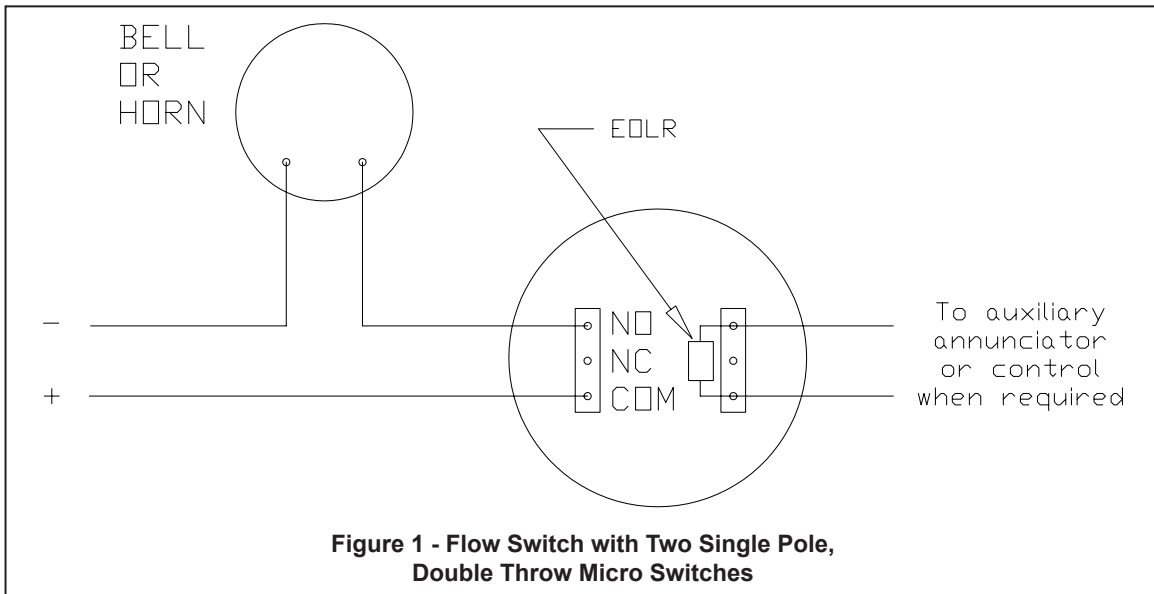 BELL
OR
HORN
EOLR
-
+
NO
NC
COM
To auxiliary
annunciator
or control
when required
Figure 1 - Flow Switch with Two Single Pole,
Double Throw Micro Switches